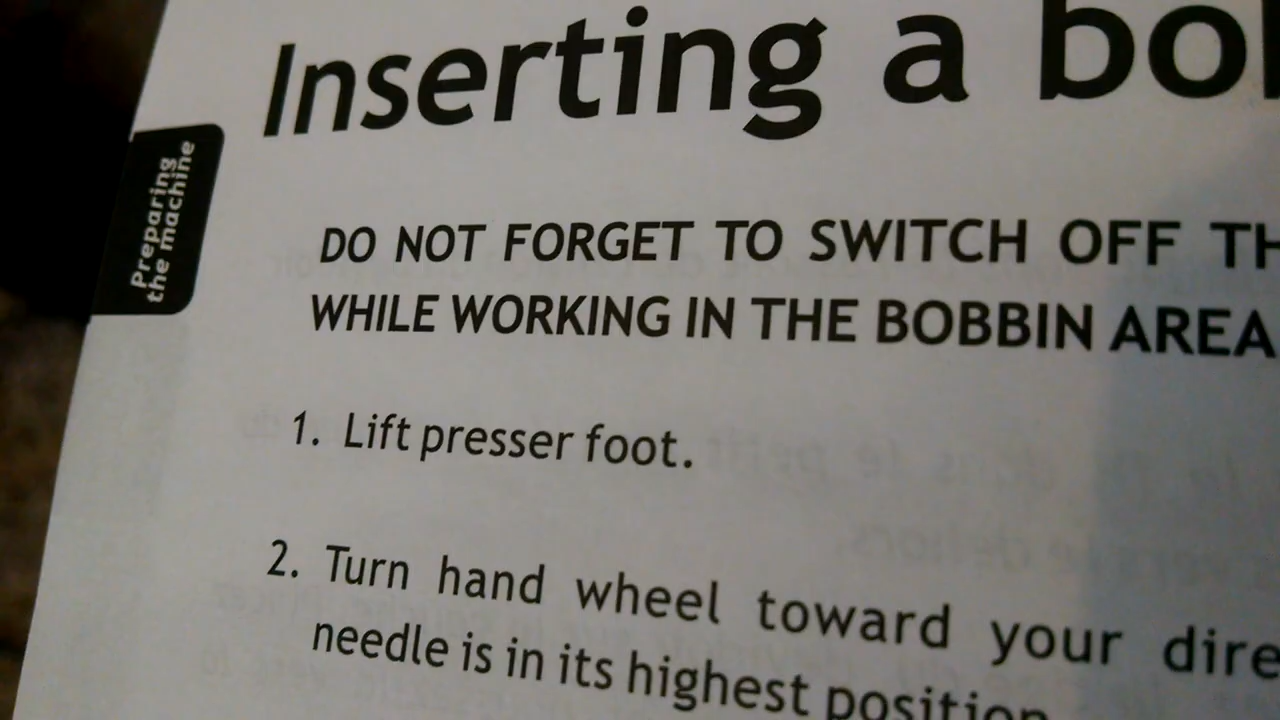 Inserting a bo
Preparing
the machine
DO NOT FORGET TO SWITCH OFF TH
WHILE WORKING IN THE BOBBIN AREA
1. Lift presser foot.
2. Turn hand wheel toward your dire
needle is in its highest position